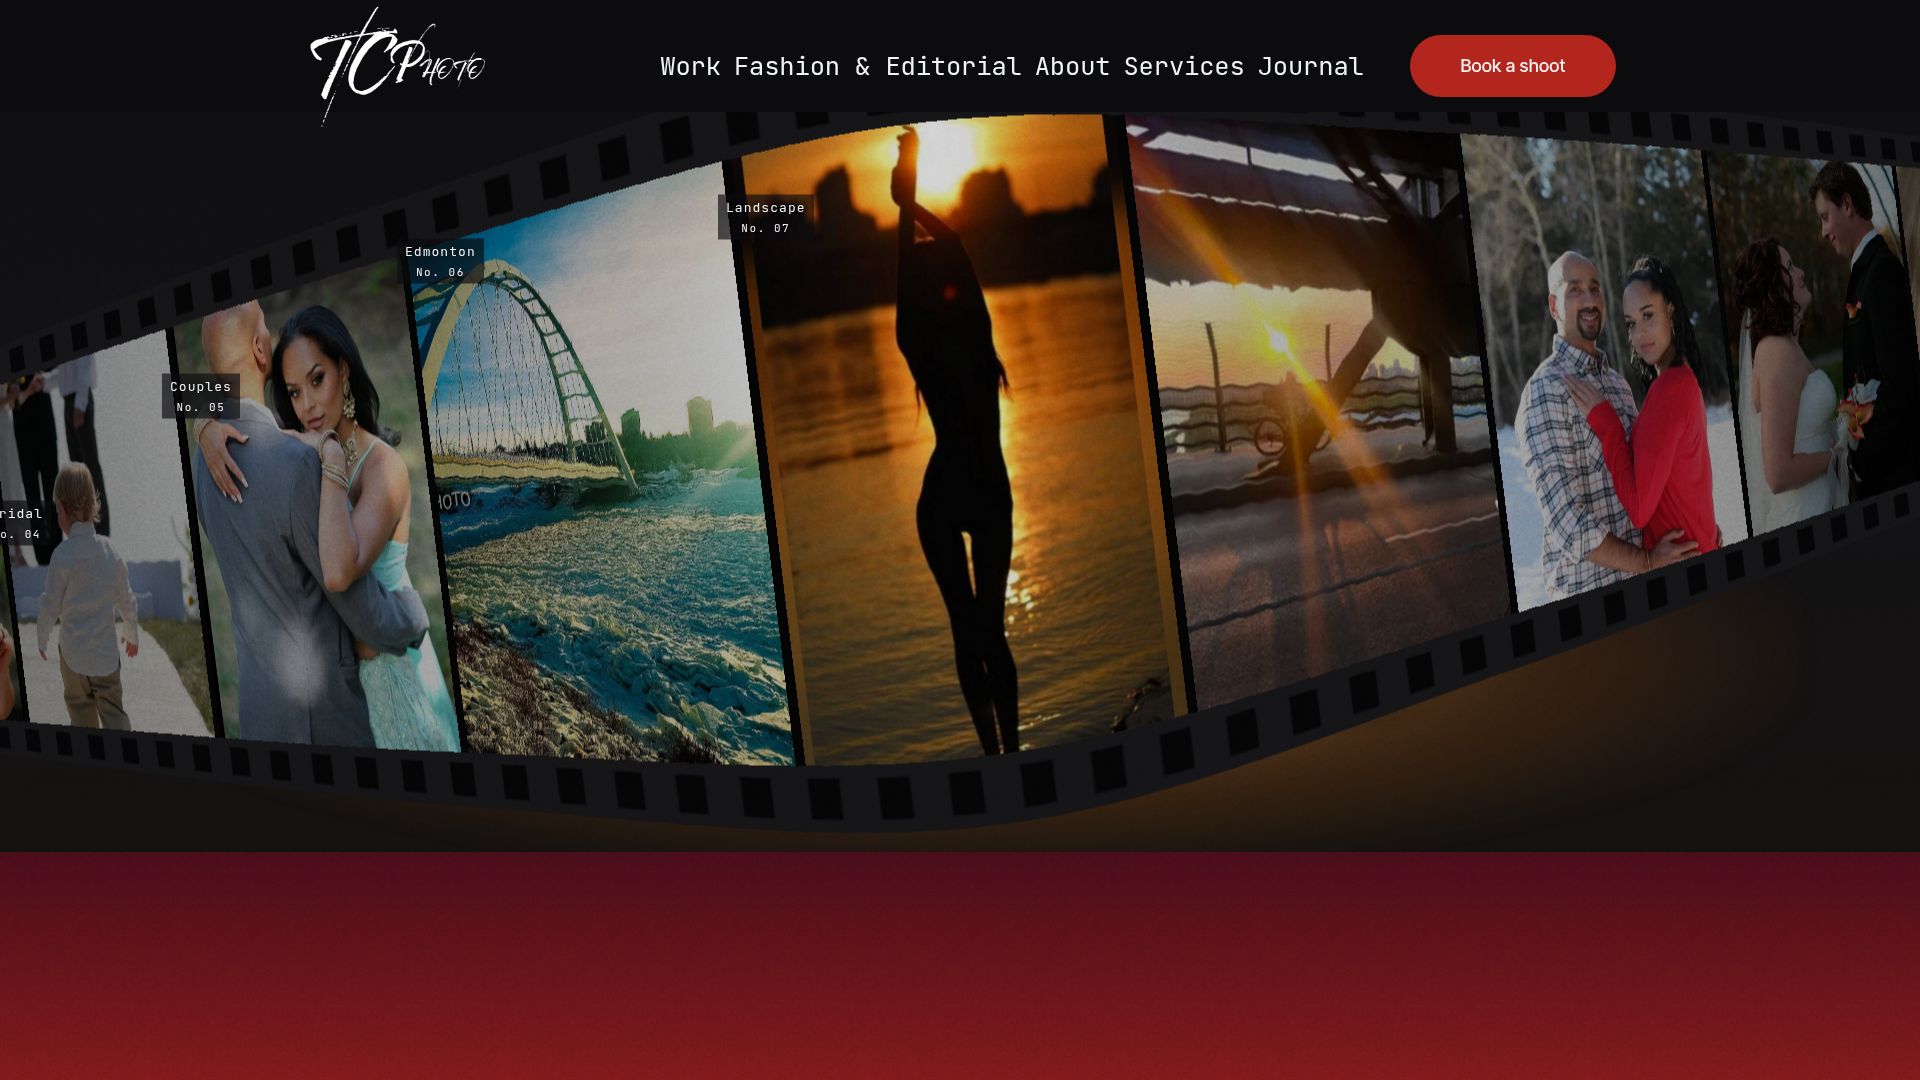 TCPHOTO
Work Fashion & Editorial About Services Journal
Book a shoot
Landscape
No. 07
Edmonton
No. 06
Couples
No. 05
ridal
o. 04
HOTO